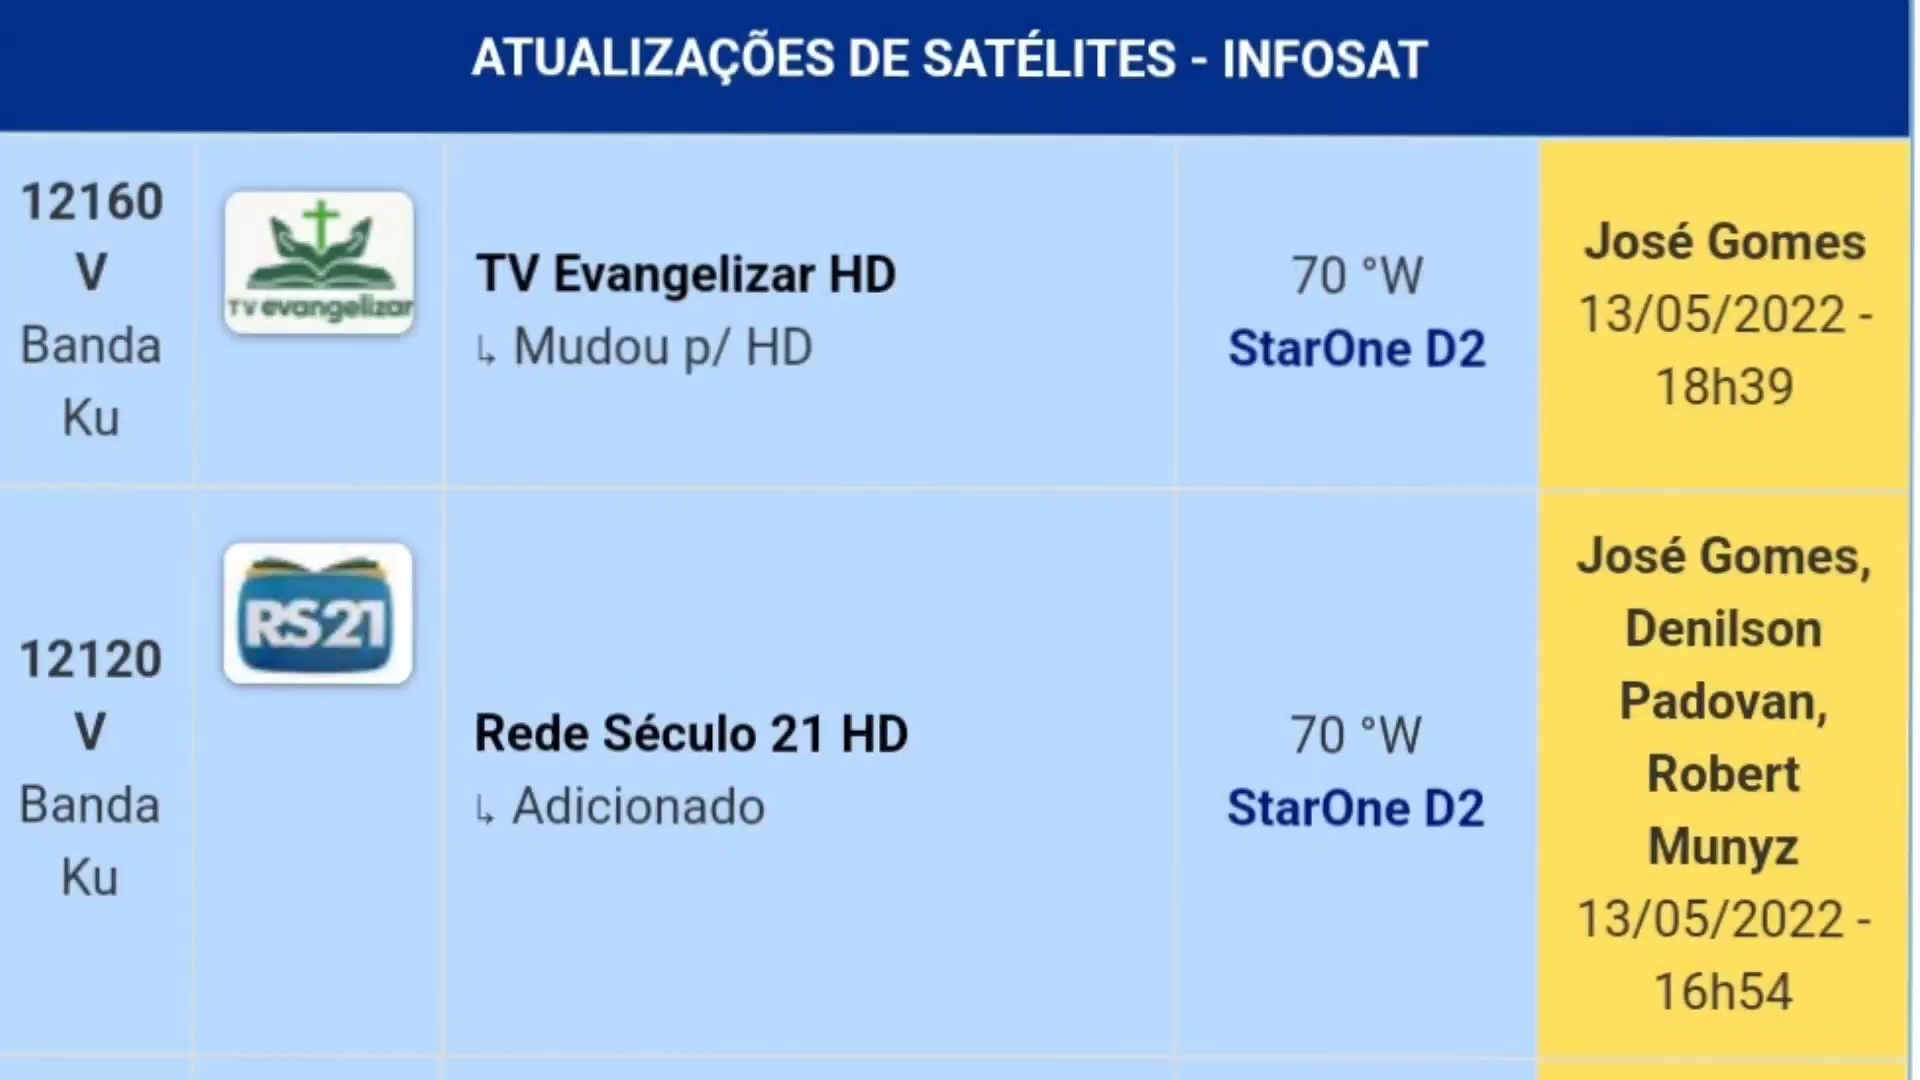 ATUALIZAÇÕES DE SATÉLITES - INFOSAT
12160
V
Banda
Ku
TV evangelizar
TV Evangelizar HD
↳ Mudou p/ HD
70 °W
StarOne D2
José Gomes
13/05/2022 -
18h39
12120
V
Banda
Ku
RS21
Rede Século 21 HD
↳ Adicionado
70 °W
StarOne D2
José Gomes,
Denilson
Padovan,
Robert
Munyz
13/05/2022 -
16h54